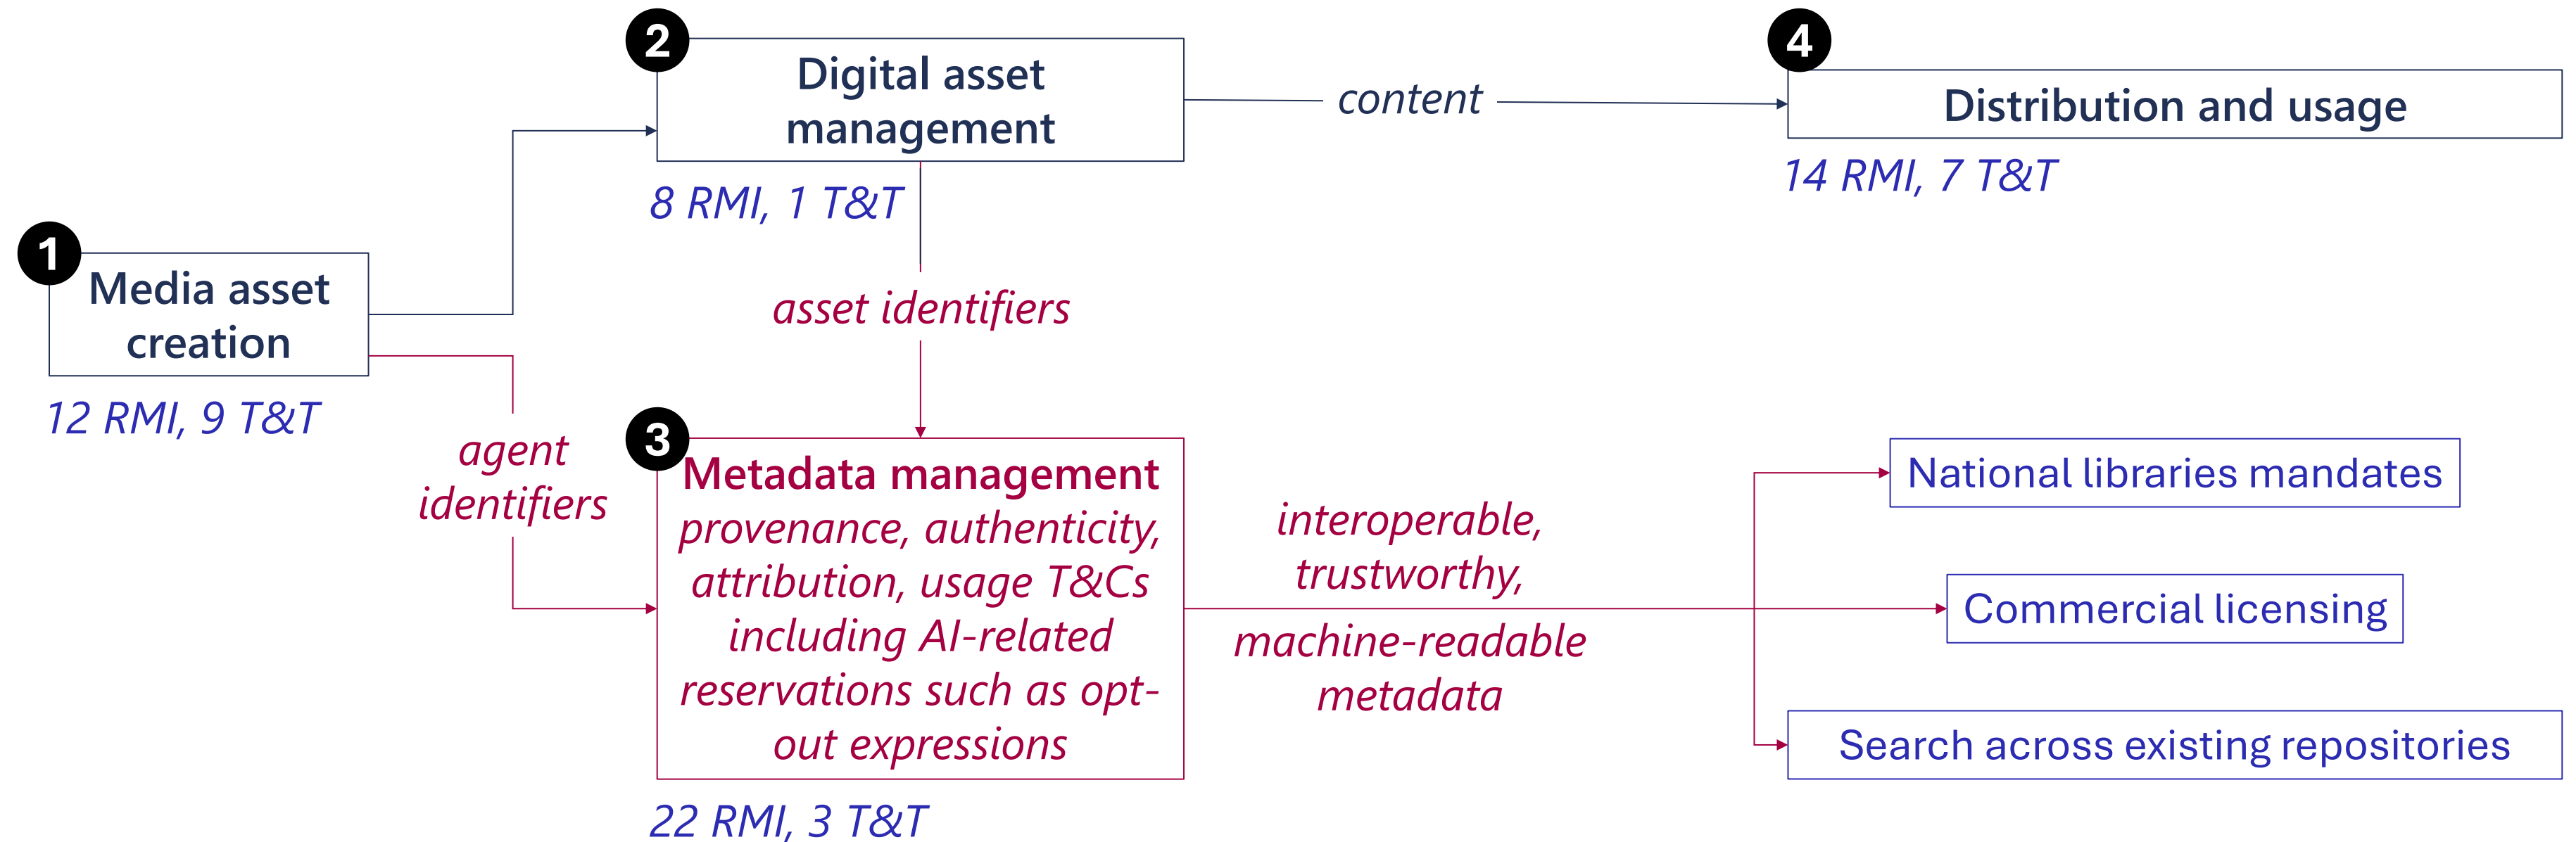 1
Media asset
creation
12 RMI, 9 T&T
2
Digital asset
management
8 RMI, 1 T&T
content
4
Distribution and usage
14 RMI, 7 T&T
asset identifiers
agent
identifiers
3
Metadata management
provenance, authenticity,
attribution, usage T&Cs
including AI-related
reservations such as opt-
out expressions
22 RMI, 3 T&T
interoperable,
trustworthy,
machine-readable
metadata
National libraries mandates
Commercial licensing
Search across existing repositories